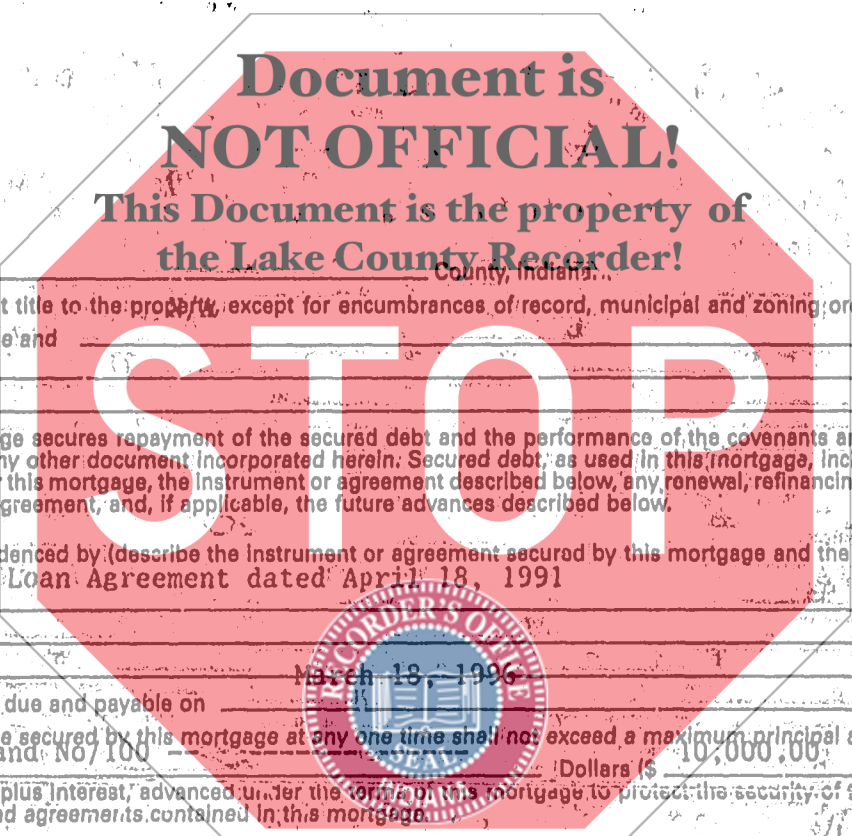 Document is
NOT OFFICIAL!
This Document is the property of
the Lake County Recorder!
County, Indiana.
t title to the property, except for encumbrances of record, municipal and zoning ord
e and
STOP
ge secures repayment of the secured debt and the performance of the covenants a
ny other document incorporated herein. Secured debt, as used in this mortgage, inc
this mortgage, the instrument or agreement described below, any renewal, refinancin
greement, and, if applicable, the future advances described below.
denced by (describe the instrument or agreement secured by this mortgage and the
Loan Agreement dated April 18, 1991
RECORDER'S OFFICE
March 18, 1996
due and payable on
e secured by this mortgage at any one time shall not exceed a maximum principal a
and No/100 10,000.00
SEAL
Dollars ($
plus interest, advanced under the terms of this mortgage to protect the security of
d agreements contained in this mortgage.